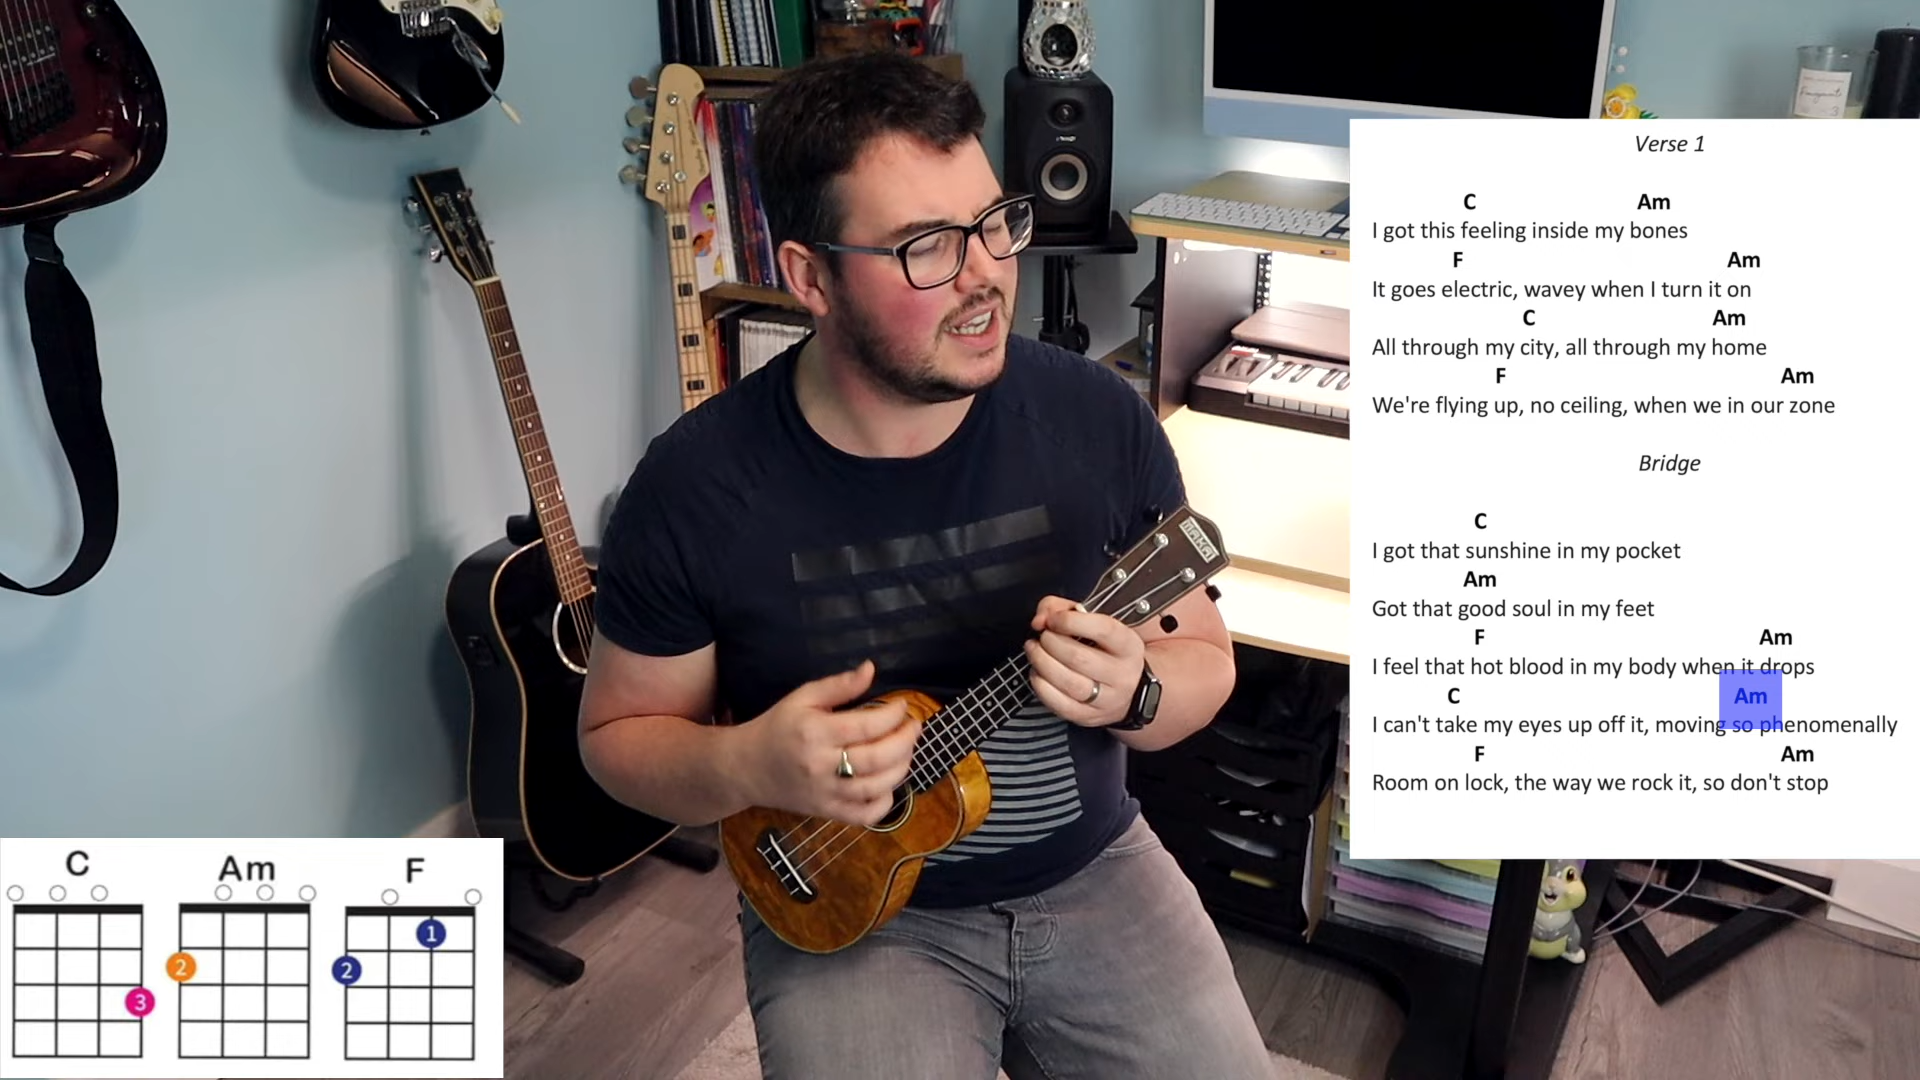 Verse 1
C Am
I got this feeling inside my bones
F Am
It goes electric, wavey when I turn it on
C Am
All through my city, all through my home
F Am
We're flying up, no ceiling, when we in our zone
Bridge
C
I got that sunshine in my pocket
Am
Got that good soul in my feet
F Am
I feel that hot blood in my body when it drops
C Am
I can't take my eyes up off it, moving so phenomenally
F Am
Room on lock, the way we rock it, so don't stop
MAKAI
C Am F
2 3 2 2 1